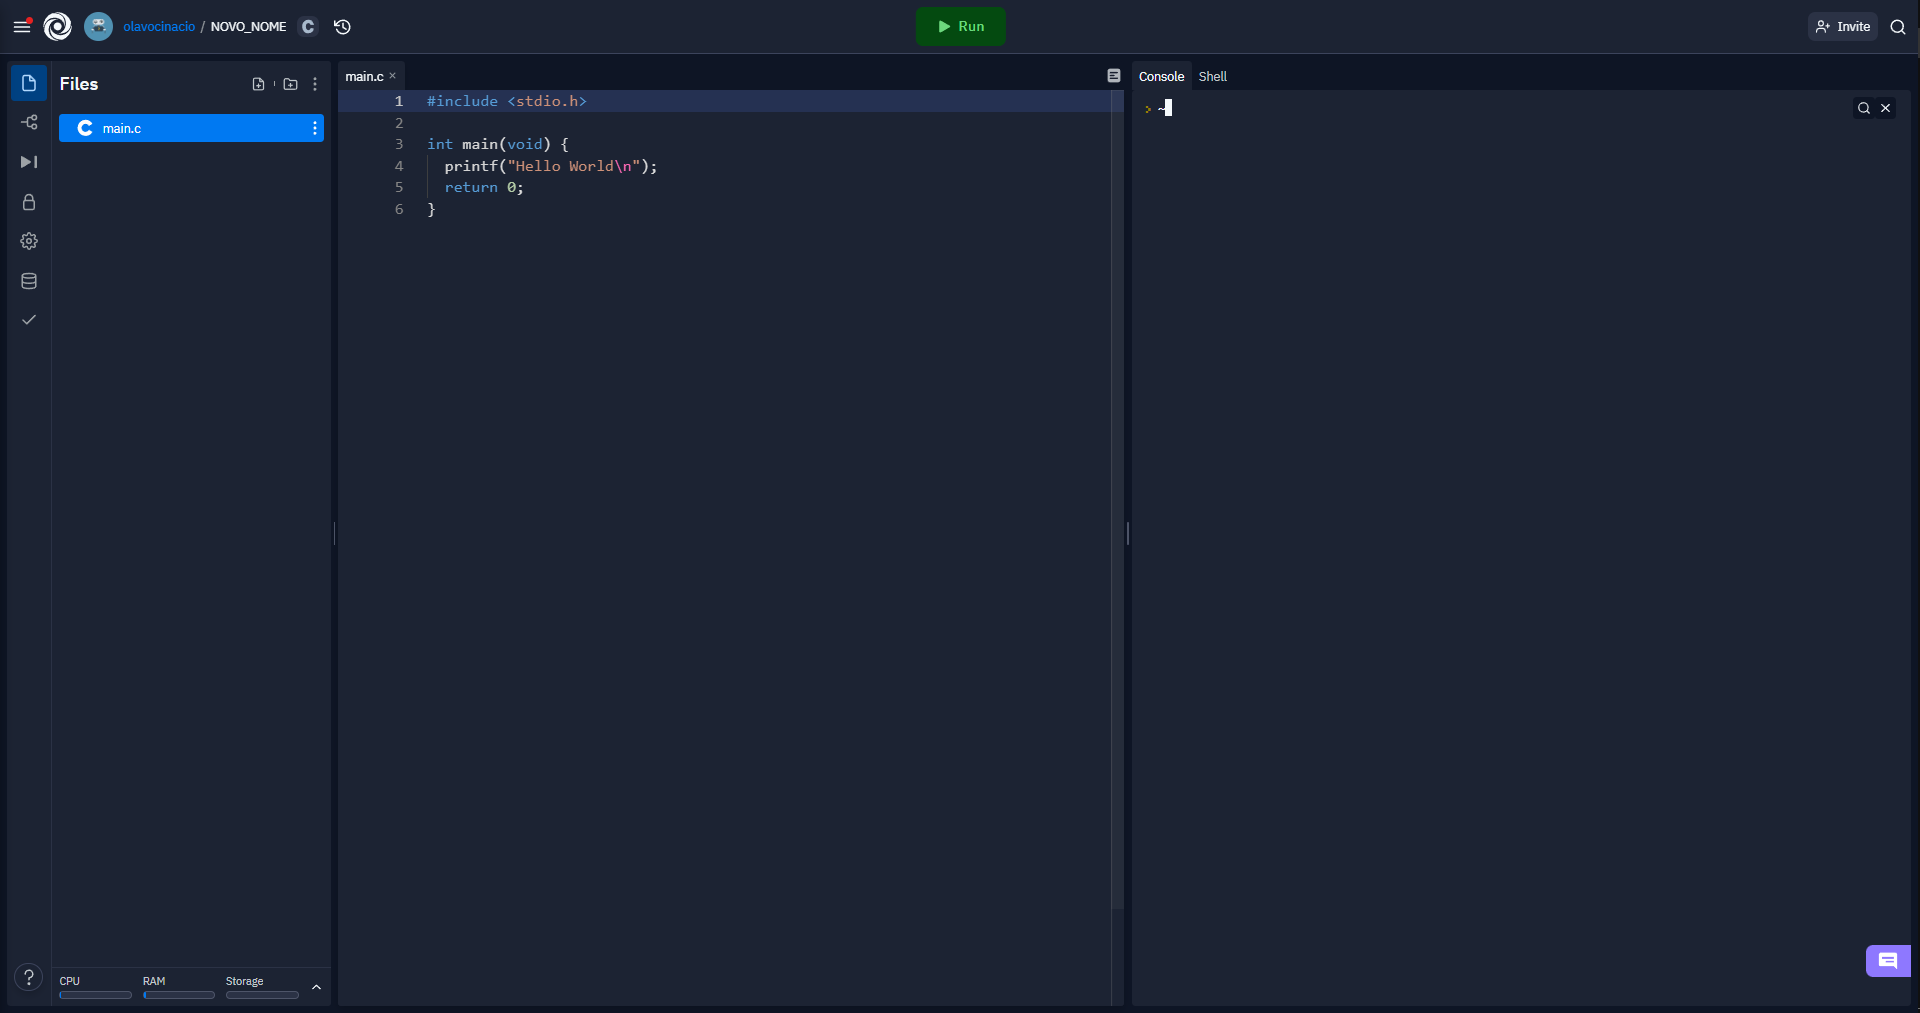 olavocinacio / NOVO_NOME C
Run
Invite
Files
main.c
CPU
RAM
Storage
main.c ×
1 #include <stdio.h>
2
3 int main(void) {
4 printf("Hello World\n");
5 return 0;
6 }
Console Shell
> ~
?